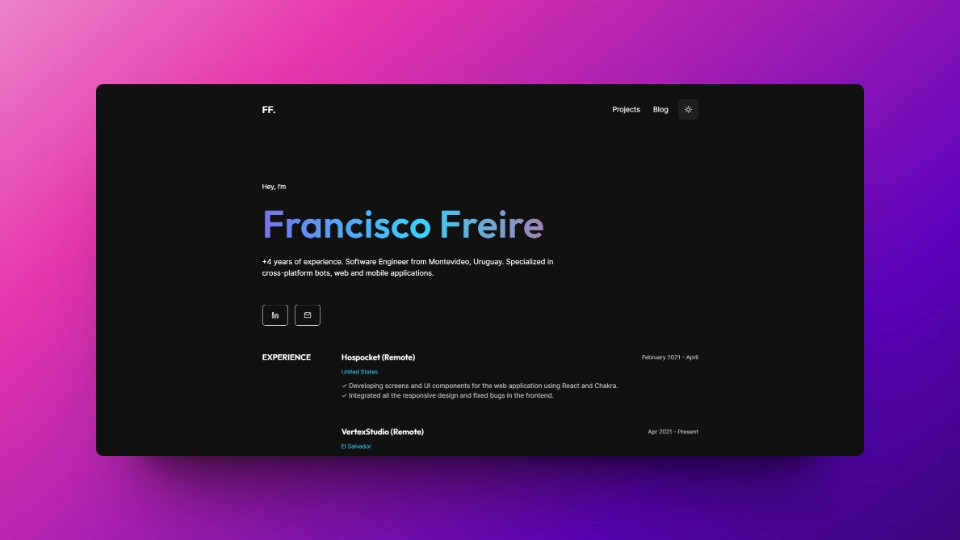 FF.
Projects Blog
Hey, I'm
Francisco Freire
+4 years of experience. Software Engineer from Montevideo, Uruguay. Specialized in
cross-platform bots, web and mobile applications.
in
EXPERIENCE
Hospocket (Remote) February 2021 - April
United States
✓ Developing screens and UI components for the web application using React and Chakra.
✓ Integrated all the responsive design and fixed bugs in the frontend.
VertexStudio (Remote) Apr 2021 - Present
El Salvador